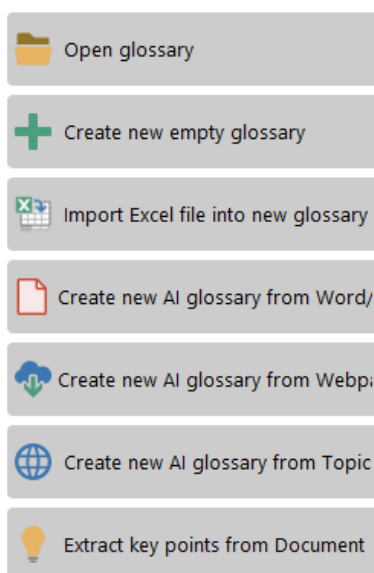 Open glossary
Create new empty glossary
Import Excel file into new glossary
Create new AI glossary from Word/
Create new AI glossary from Webpa
Create new AI glossary from Topic
Extract key points from Document